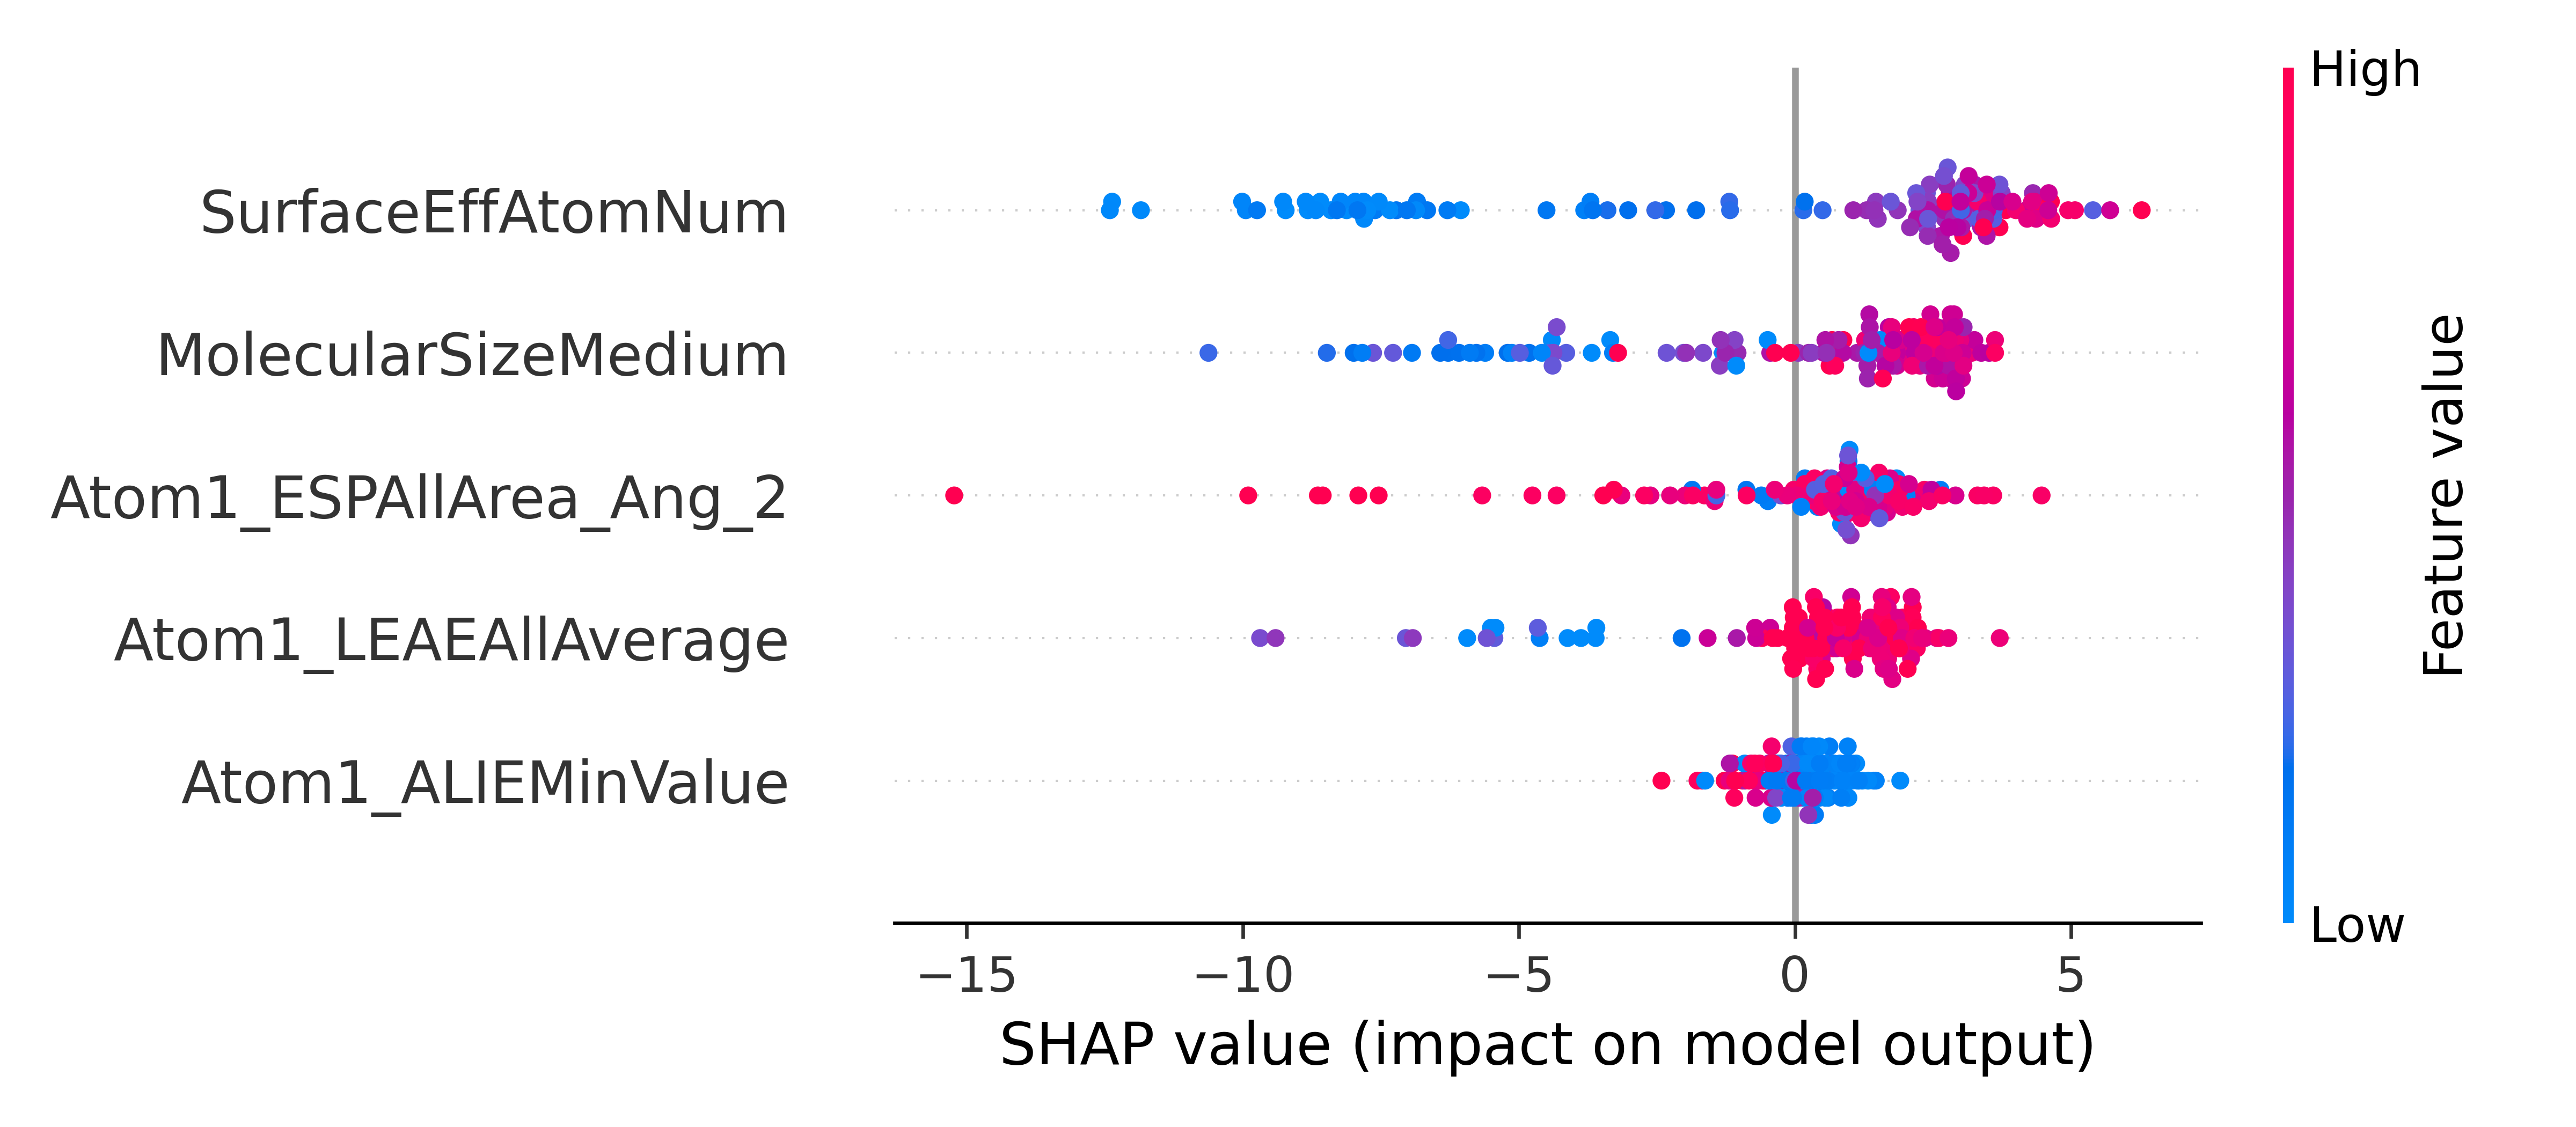 High
SurfaceEffAtomNum
MolecularSizeMedium
Atom1_ESPAllArea_Ang_2
Atom1_LEAEAllAverage
Atom1_ALIEMinValue
Feature value
Low
−15 −10 −5 0 5
SHAP value (impact on model output)